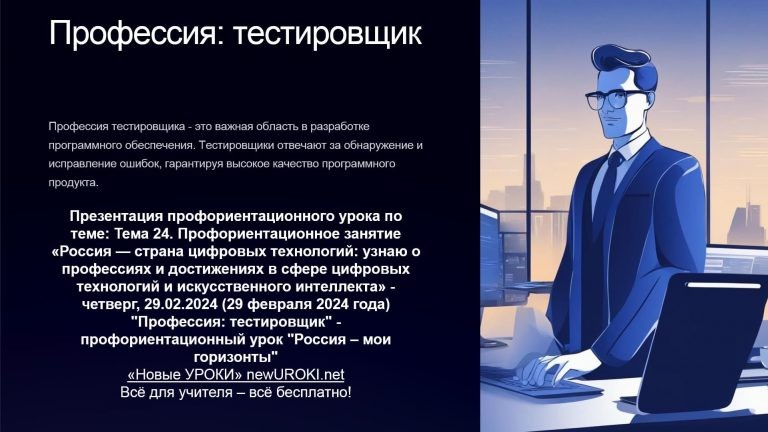 Профессия: тестировщик
Профессия тестировщика - это важная область в разработке
программного обеспечения. Тестировщики отвечают за обнаружение и
исправление ошибок, гарантируя высокое качество программного
продукта.
Презентация профориентационного урока по
теме: Тема 24. Профориентационное занятие
«Россия — страна цифровых технологий: узнаю о
профессиях и достижениях в сфере цифровых
технологий и искусственного интеллекта» -
четверг, 29.02.2024 (29 февраля 2024 года)
"Профессия: тестировщик" -
профориентационный урок "Россия – мои
горизонты"
«Новые УРОКИ» newUROKI.net
Всё для учителя – всё бесплатно!